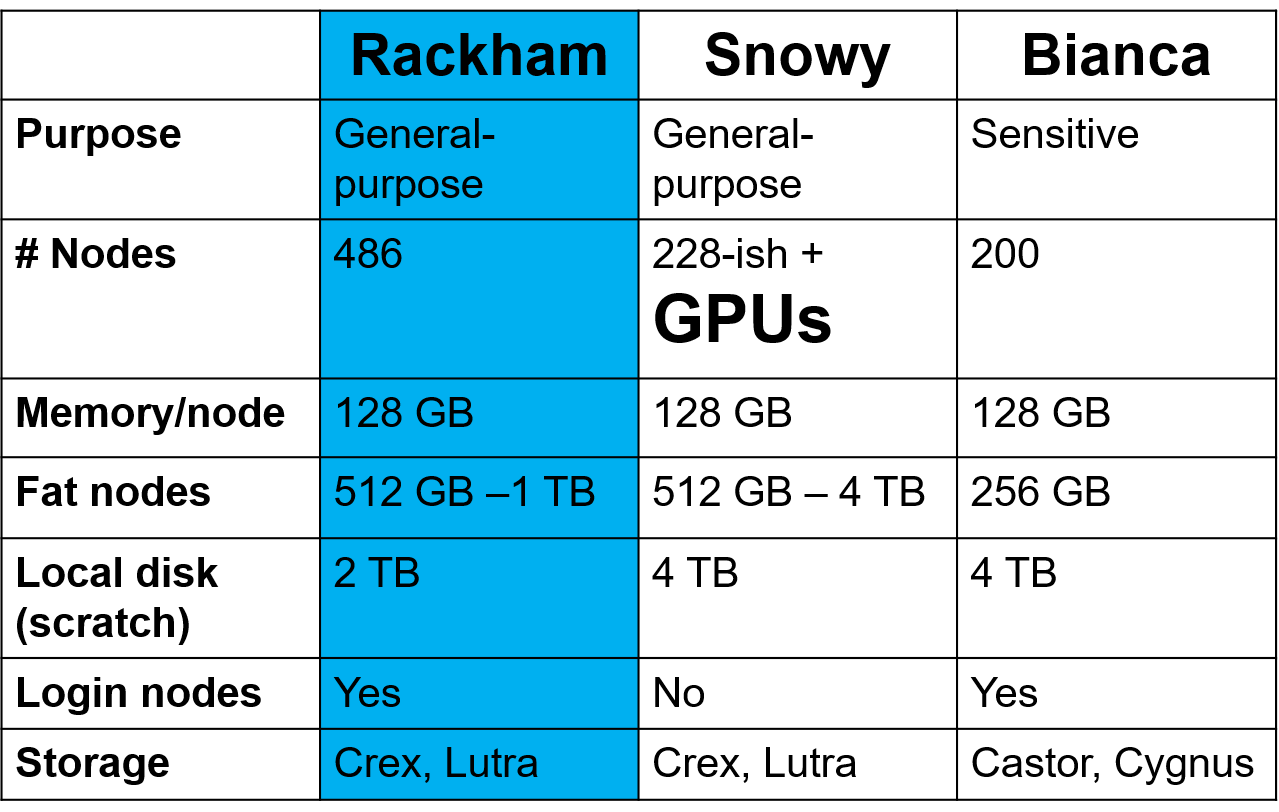 Rackham Snowy Bianca
Purpose General- General- Sensitive
purpose purpose
# Nodes 486 228-ish + 200
GPUs
Memory/node 128 GB 128 GB 128 GB
Fat nodes 512 GB –1 TB 512 GB – 4 TB 256 GB
Local disk 2 TB 4 TB 4 TB
(scratch)
Login nodes Yes No Yes
Storage Crex, Lutra Crex, Lutra Castor, Cygnus